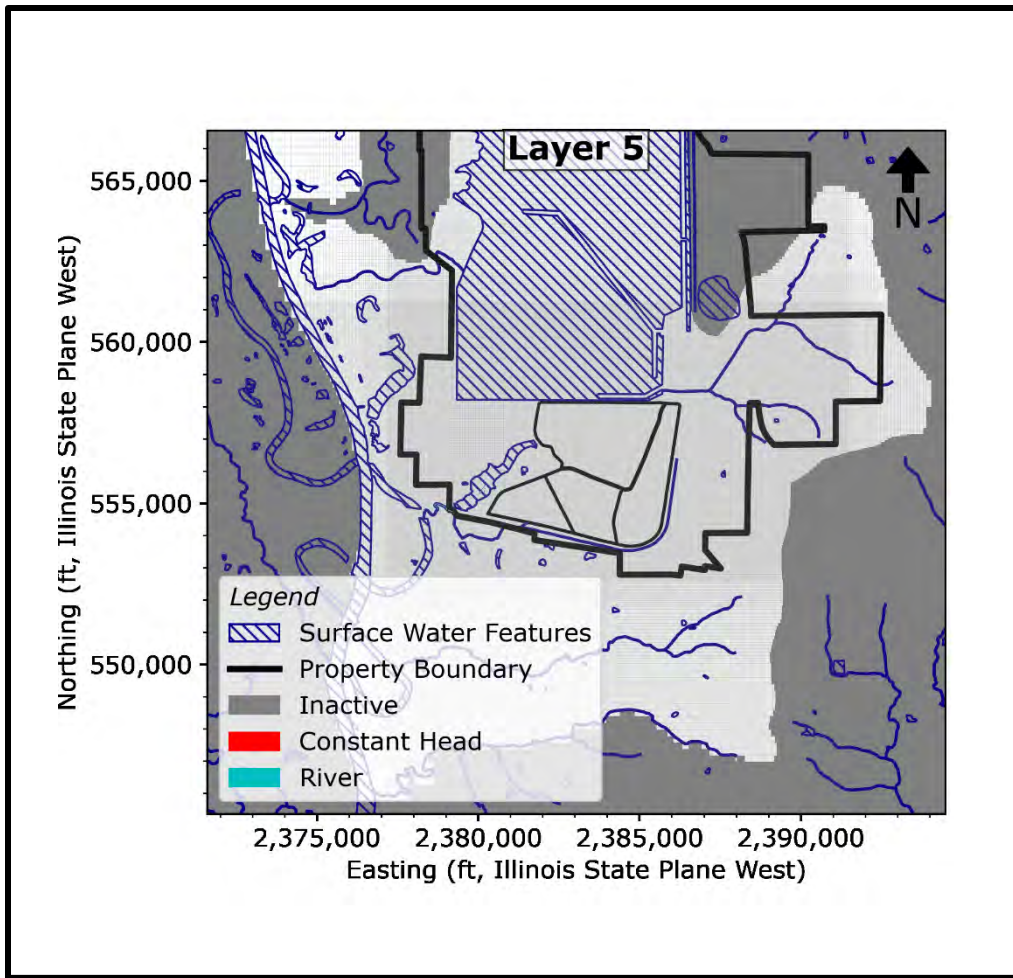 Layer 5
N
565,000
560,000
555,000
550,000
Northing (ft, Illinois State Plane West)
Legend
Surface Water Features
Property Boundary
Inactive
Constant Head
River
2,375,000
2,380,000
2,385,000
2,390,000
Easting (ft, Illinois State Plane West)